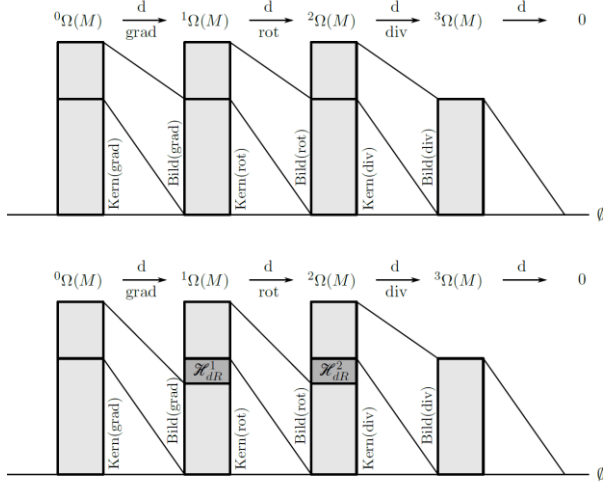 ⁰Ω(M) d ¹Ω(M) d ²Ω(M) d ³Ω(M) d 0
grad rot div
Kern(grad)
Bild(grad)
Kern(rot)
Bild(rot)
Kern(div)
Bild(div)
∅
⁰Ω(M) d ¹Ω(M) d ²Ω(M) d ³Ω(M) d 0
grad rot div
ℋ¹dR
ℋ²dR
Kern(grad)
Bild(grad)
Kern(rot)
Bild(rot)
Kern(div)
Bild(div)
∅